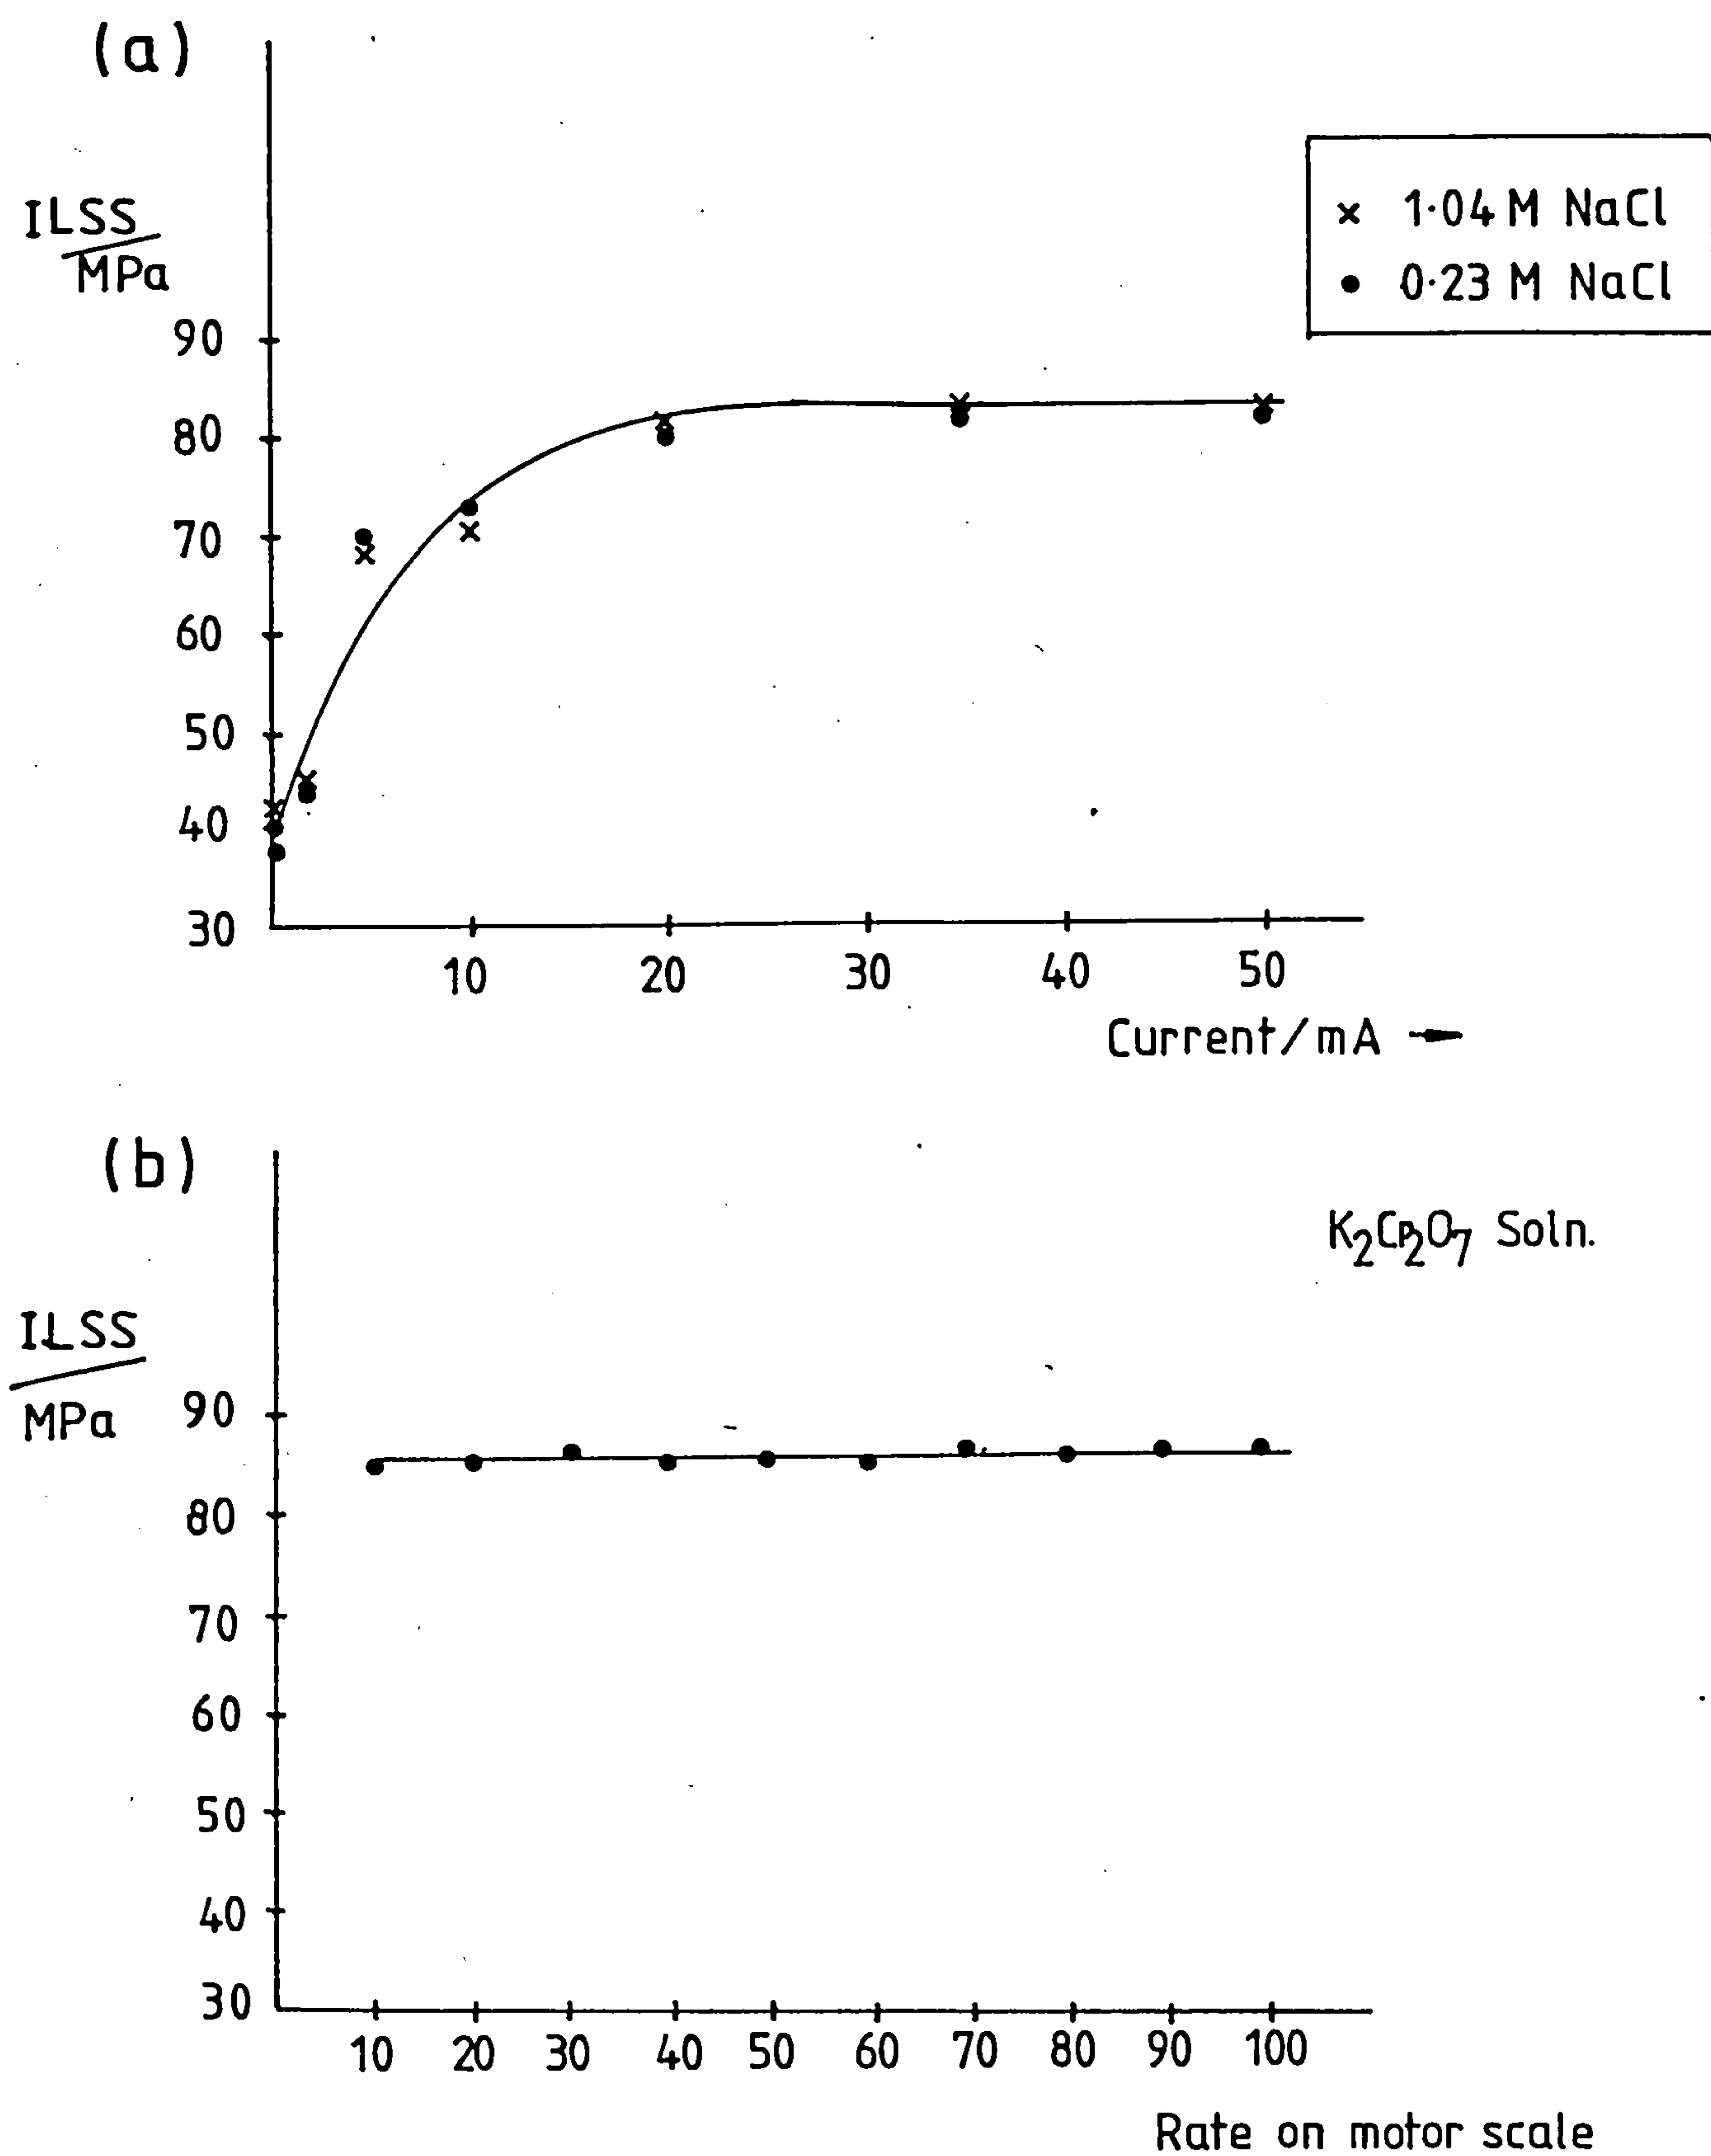 (a)
ILSS
MPa
× 1·04 M NaCl
● 0·23 M NaCl
90
80
70
60
50
40
30
10 20 30 40 50
Current/mA →
(b)
K₂Cr₂O₇ Soln.
ILSS
MPa
90
80
70
60
50
40
30
10 20 30 40 50 60 70 80 90 100
Rate on motor scale